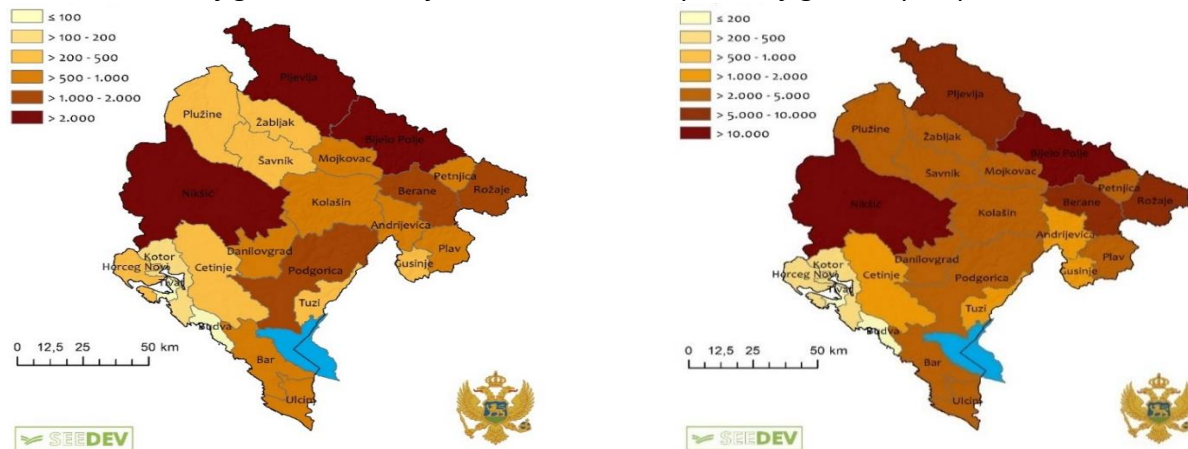 ≤ 100
> 100 - 200
> 200 - 500
> 500 - 1.000
> 1.000 - 2.000
> 2.000
Pljevlja
Plužine
Žabljak
Bijelo Polje
Šavnik
Mojkovac
Petnjica
Nikšić
Berane
Rožaje
Kolašin
Andrijevica
Danilovgrad
Plav
Kotor
Herceg Novi
Cetinje
Podgorica
Gusinje
Tivat
Tuzi
Budva
Bar
Ulcinj
0 12,5 25 50 km
SEEDEV
≤ 200
> 200 - 500
> 500 - 1.000
> 1.000 - 2.000
> 2.000 - 5.000
> 5.000 - 10.000
> 10.000
Pljevlja
Plužine
Žabljak
Bijelo Polje
Šavnik
Mojkovac
Petnjica
Nikšić
Berane
Rožaje
Kolašin
Andrijevica
Danilovgrad
Plav
Kotor
Herceg Novi
Cetinje
Podgorica
Gusinje
Tivat
Tuzi
Budva
Bar
Ulcinj
0 12,5 25 50 km
SEEDEV